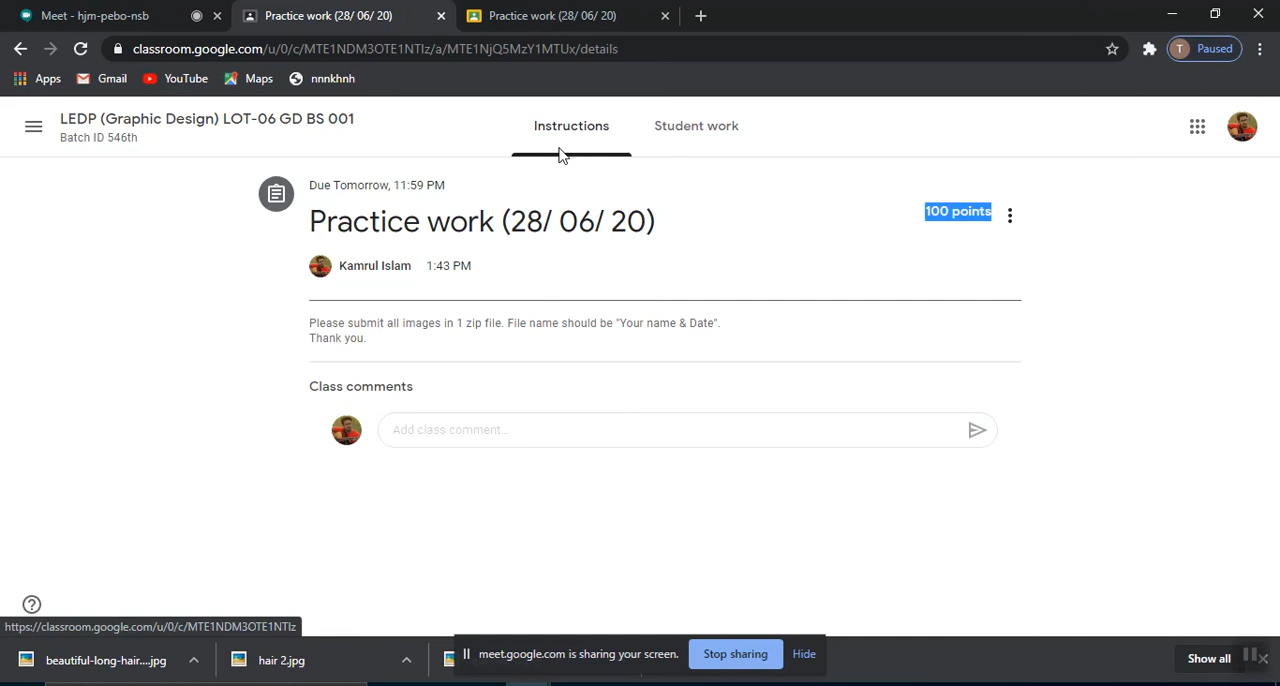 Meet - hjm-pebo-nsb
Practice work (28/ 06/ 20)
Practice work (28/ 06/ 20)
classroom.google.com/u/0/c/MTE1NDM3OTE1NTIz/a/MTE1NjQ5MzY1MTUx/details
T
Paused
Apps
Gmail
YouTube
Maps
nnnkhnh
LEDP (Graphic Design) LOT-06 GD BS 001
Batch ID 546th
Instructions
Student work
Due Tomorrow, 11:59 PM
Practice work (28/ 06/ 20)
100 points
Kamrul Islam 1:43 PM
Please submit all images in 1 zip file. File name should be "Your name & Date".
Thank you.
Class comments
Add class comment...
https://classroom.google.com/u/0/c/MTE1NDM3OTE1NTIz
beautiful-long-hair....jpg
hair 2.jpg
meet.google.com is sharing your screen.
Stop sharing
Hide
Show all